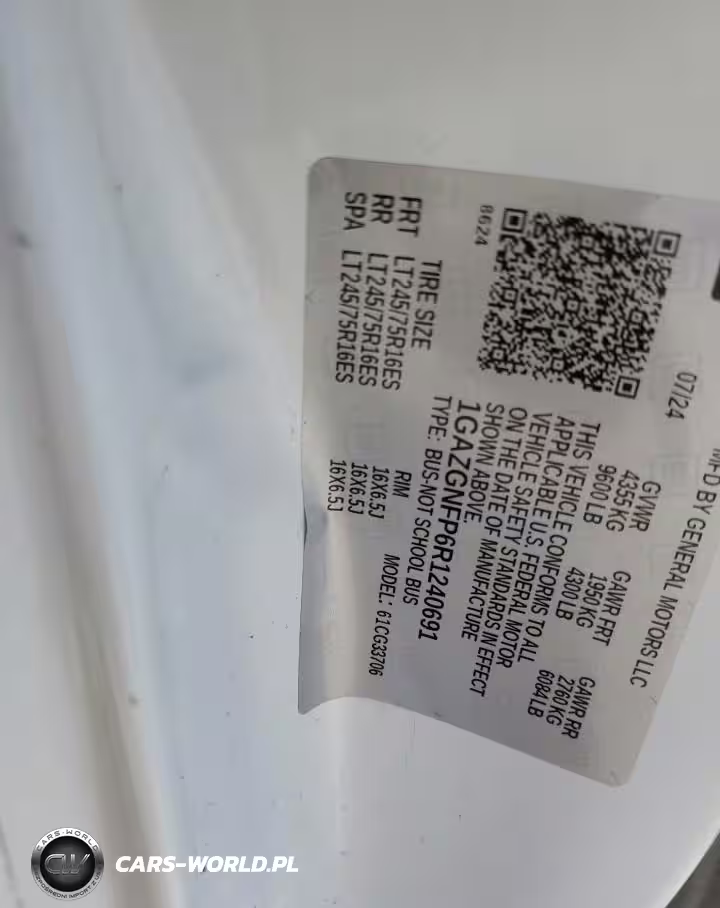 MFD BY GENERAL MOTORS LLC
07/24
GVWR GAWR FRT GAWR RR
4355 KG 1950 KG 2760 KG
9600 LB 4300 LB 6084 LB
THIS VEHICLE CONFORMS TO ALL
APPLICABLE U.S. FEDERAL MOTOR
VEHICLE SAFETY STANDARDS IN EFFECT
ON THE DATE OF MANUFACTURE
SHOWN ABOVE.
1GAZGNFP6R1240691
TYPE: BUS-NOT SCHOOL BUS
MODEL: 61CG33706
8624
TIRE SIZE RIM
FRT LT245/75R16ES 16X6.5J
RR LT245/75R16ES 16X6.5J
SPA LT245/75R16ES 16X6.5J
CARS-WORLD
CW
CARS-WORLD.PL